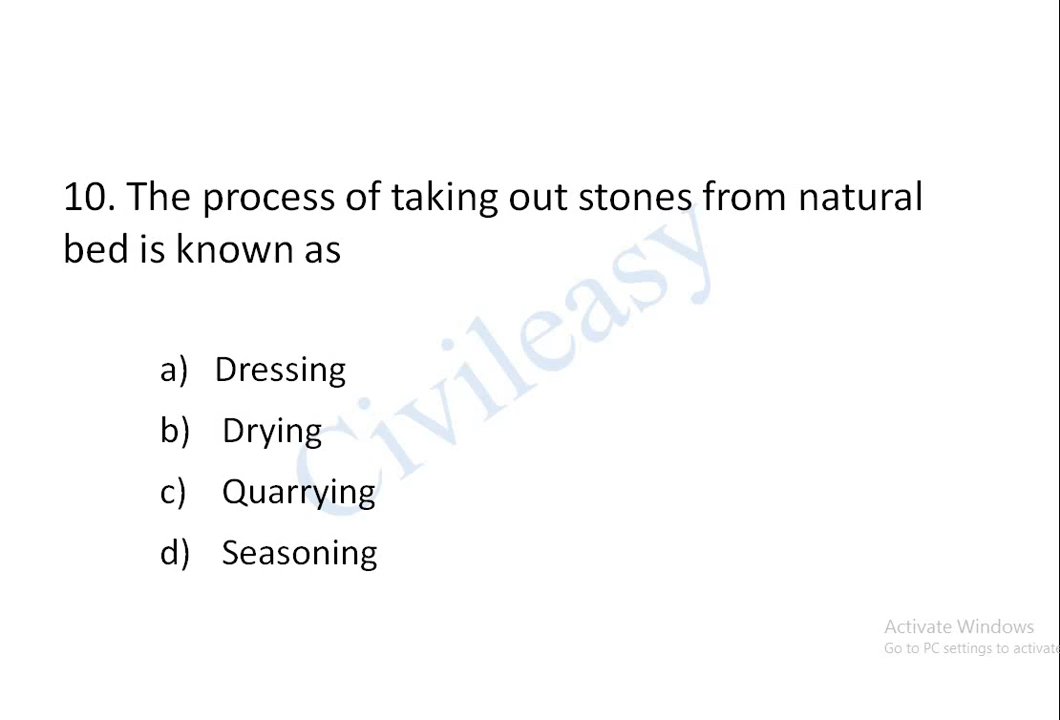 10. The process of taking out stones from natural
bed is known as
a) Dressing
b) Drying
c) Quarrying
d) Seasoning
Civileasy
Activate Windows
Go to PC settings to activate